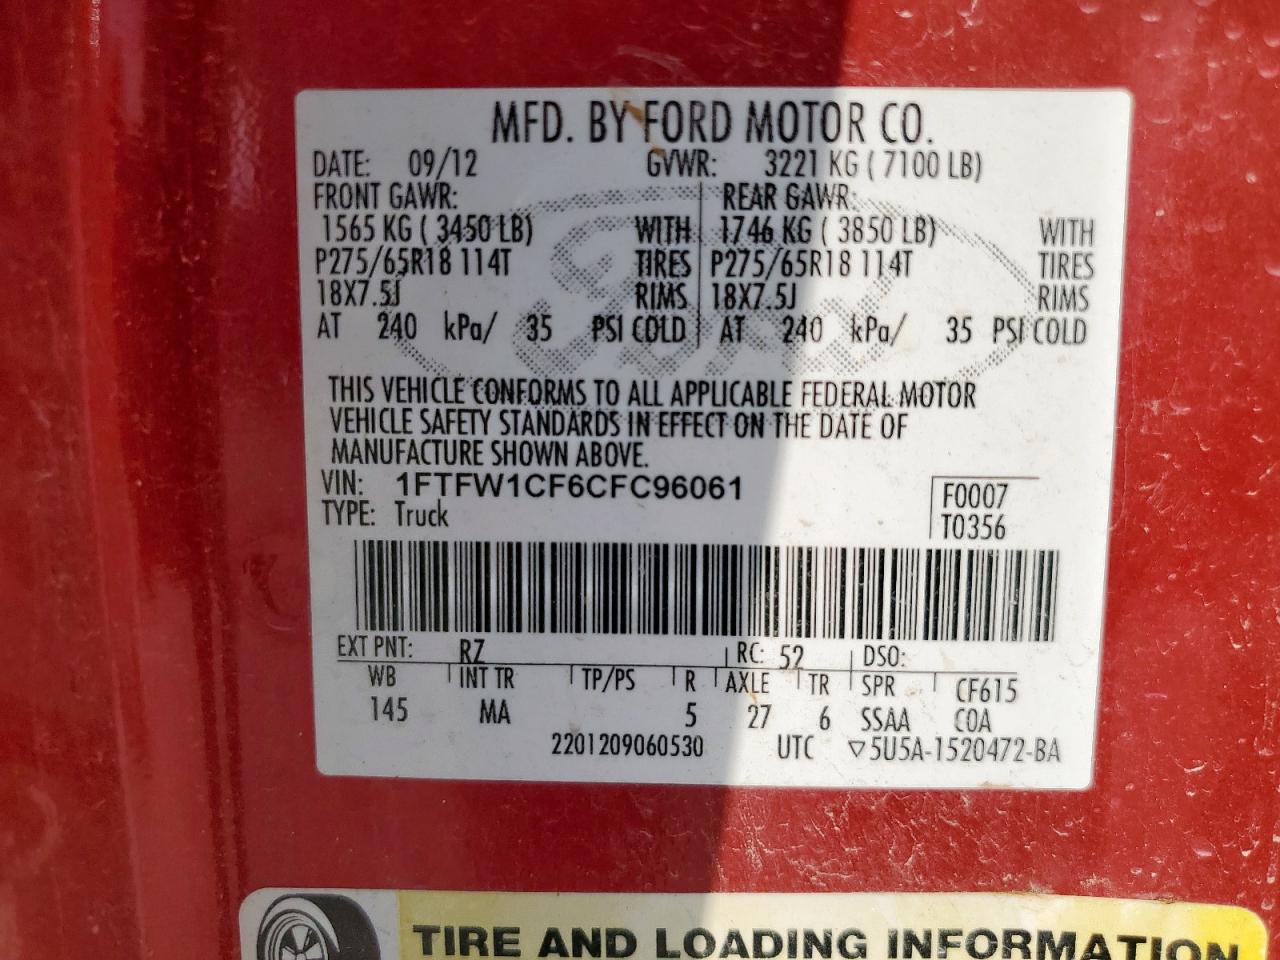 MFD. BY FORD MOTOR CO.
DATE: 09/12 GVWR: 3221 KG ( 7100 LB)
FRONT GAWR: REAR GAWR:
1565 KG ( 3450 LB) WITH 1746 KG ( 3850 LB) WITH
P275/65R18 114T TIRES P275/65R18 114T TIRES
18X7.5J RIMS 18X7.5J RIMS
AT 240 kPa/ 35 PSI COLD AT 240 kPa/ 35 PSI COLD
THIS VEHICLE CONFORMS TO ALL APPLICABLE FEDERAL MOTOR
VEHICLE SAFETY STANDARDS IN EFFECT ON THE DATE OF
MANUFACTURE SHOWN ABOVE.
VIN: 1FTFW1CF6CFC96061 F0007
TYPE: Truck T0356
EXT PNT: RZ RC: 52 DSO:
WB INT TR TP/PS R AXLE TR SPR CF615
145 MA 5 27 6 SSAA COA
2201209060530 UTC ▽5U5A-1520472-BA
Ford
TIRE AND LOADING INFORMATION